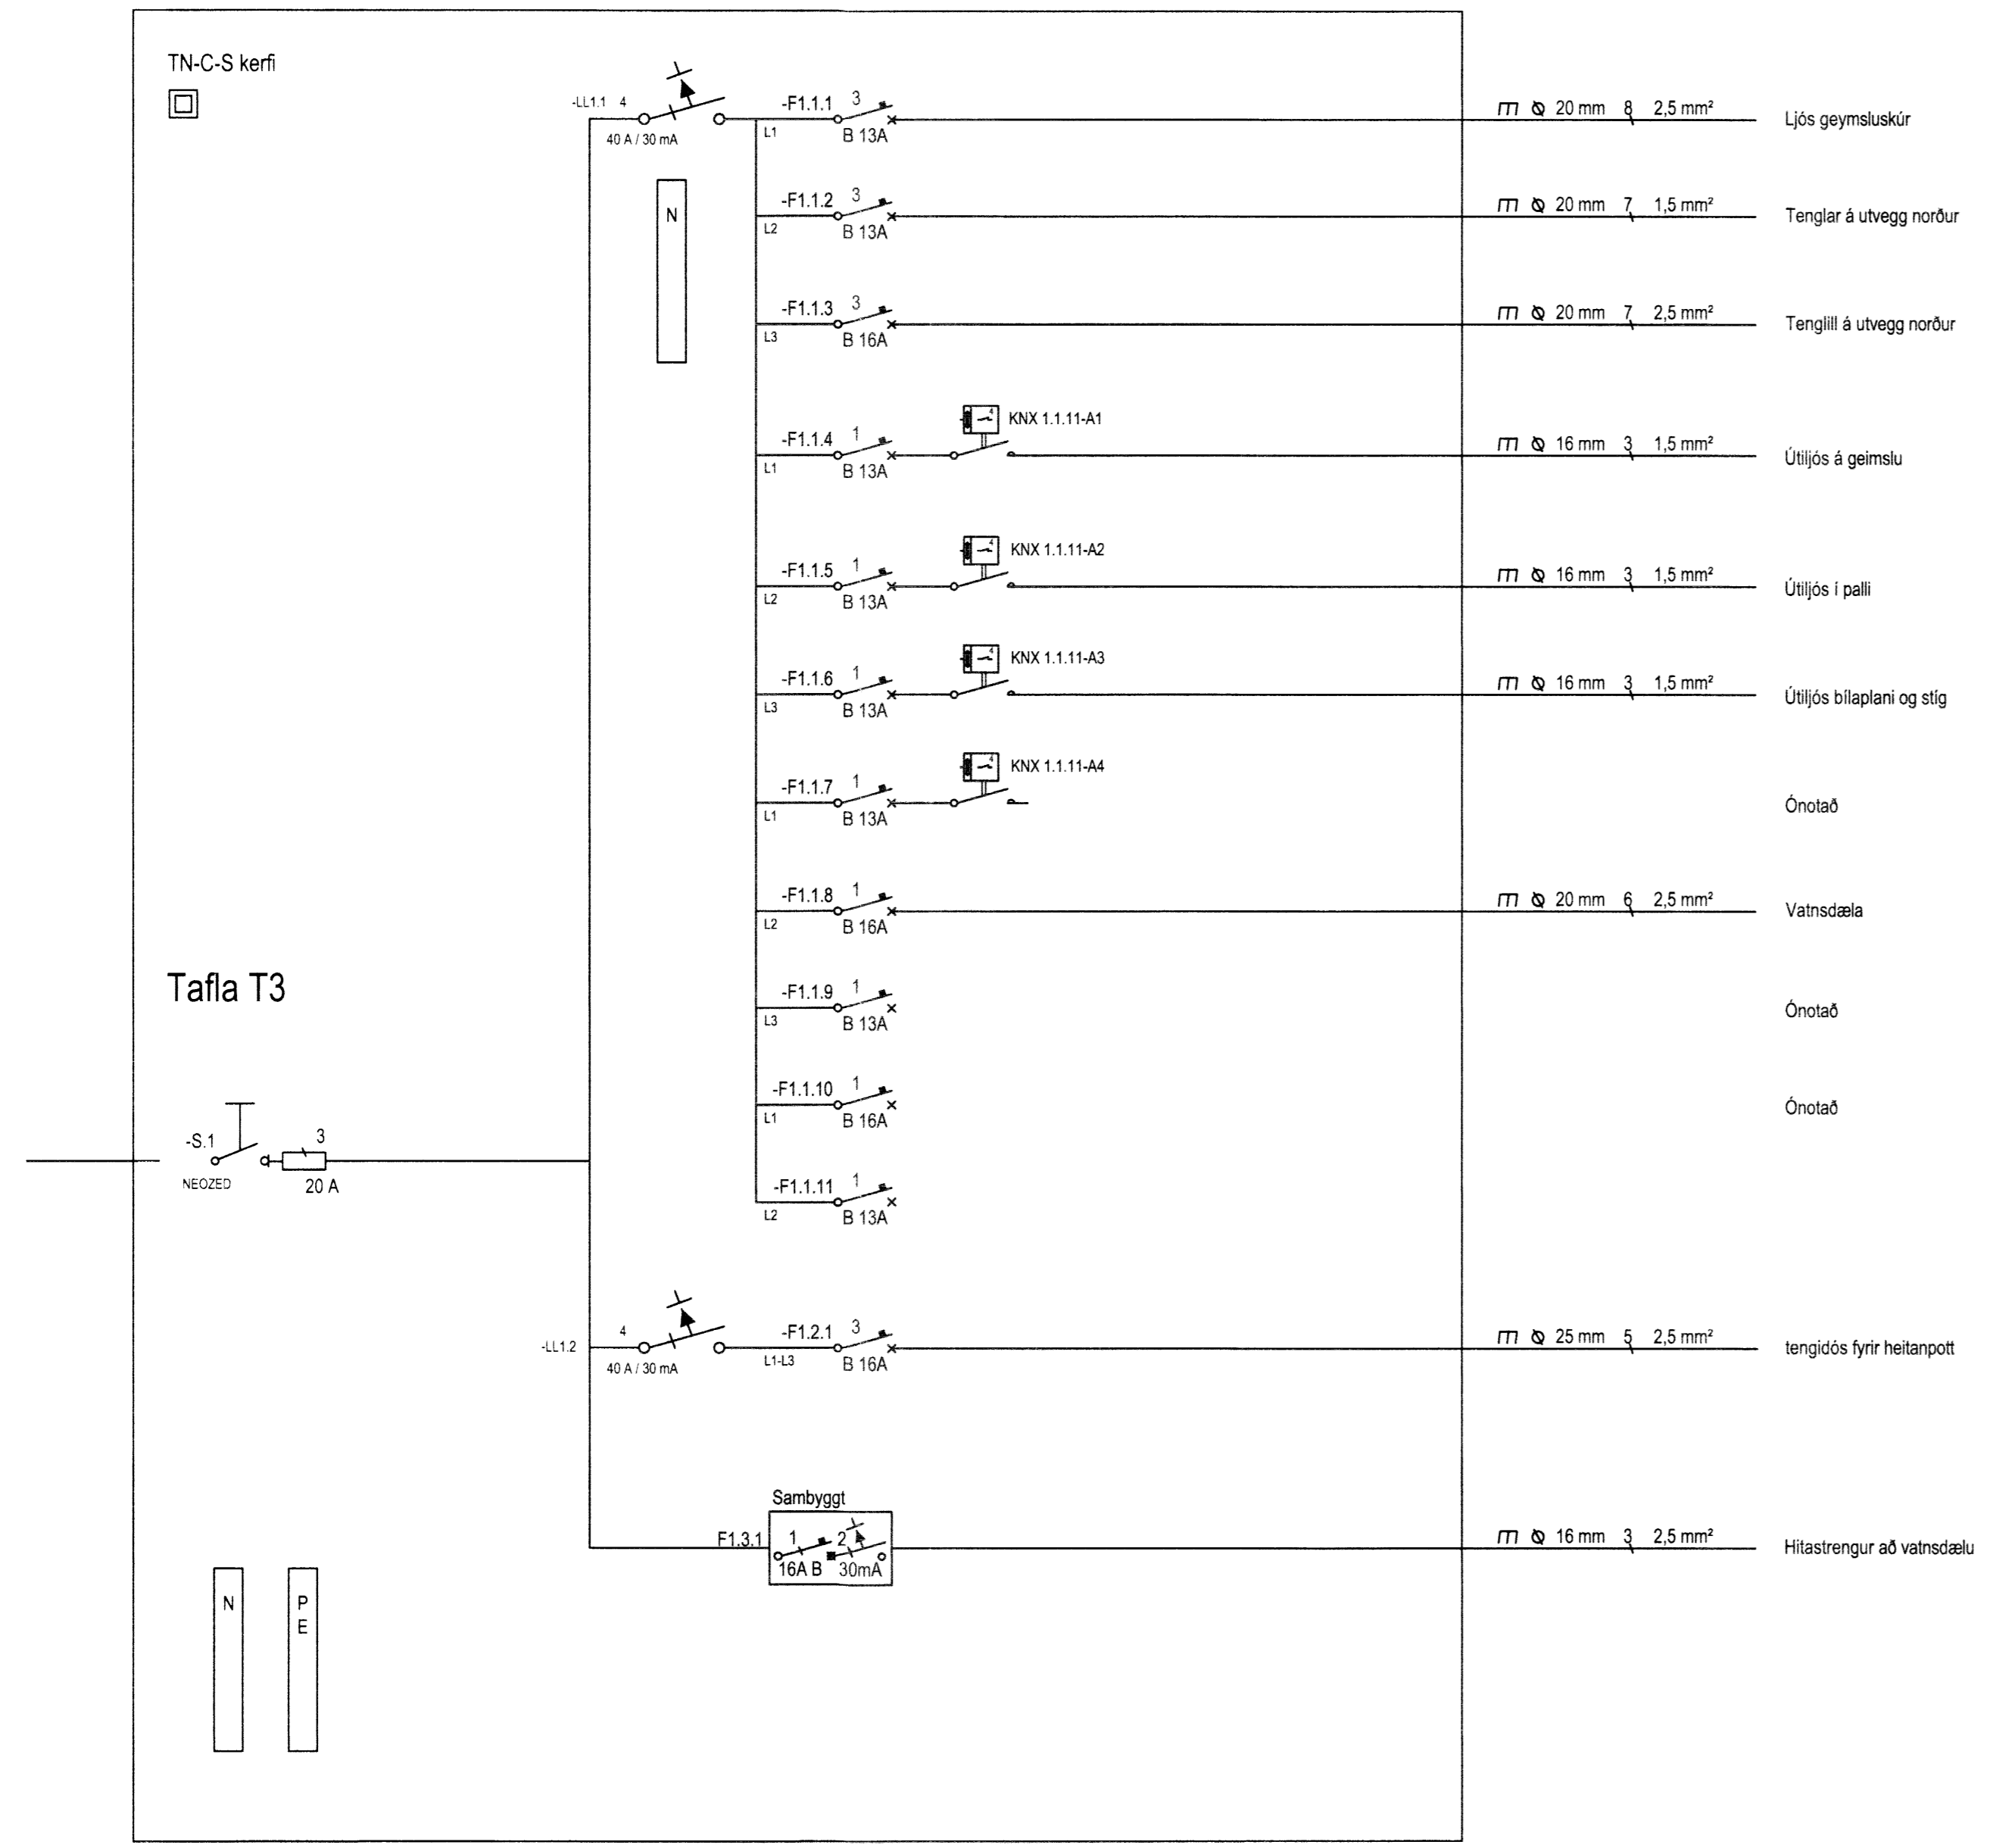 TN-C-S kerfi
-LL1.1 4
40 A / 30 mA
N
-F1.1.1 3
L1 B 13A
20 mm 8 2,5 mm²
Ljós geymsluskúr
-F1.1.2 3
L2 B 13A
20 mm 7 1,5 mm²
Tenglar á utvegg norður
-F1.1.3 3
L3 B 16A
20 mm 7 2,5 mm²
Tenglill á utvegg norður
-F1.1.4 1
L1 B 13A
4
KNX 1.1.11-A1
16 mm 3 1,5 mm²
Útiljós á geimslu
-F1.1.5 1
L2 B 13A
4
KNX 1.1.11-A2
16 mm 3 1,5 mm²
Útiljós í palli
-F1.1.6 1
L3 B 13A
4
KNX 1.1.11-A3
16 mm 3 1,5 mm²
Útiljós bílaplani og stíg
-F1.1.7 1
L1 B 13A
4
KNX 1.1.11-A4
Ónotað
-F1.1.8 1
L2 B 16A
20 mm 6 2,5 mm²
Vatnsdæla
Tafla T3
-F1.1.9 1
L3 B 13A
Ónotað
-F1.1.10 1
L1 B 16A
Ónotað
-S.1 3
NEOZED 20 A
-F1.1.11 1
L2 B 13A
-LL1.2 4
40 A / 30 mA
-F1.2.1 3
L1-L3 B 16A
25 mm 5 2,5 mm²
tengidós fyrir heitanpott
Sambyggt
F1.3.1 1 2
16A B 30mA
16 mm 3 2,5 mm²
Hitastrengur að vatnsdælu
N
P
E